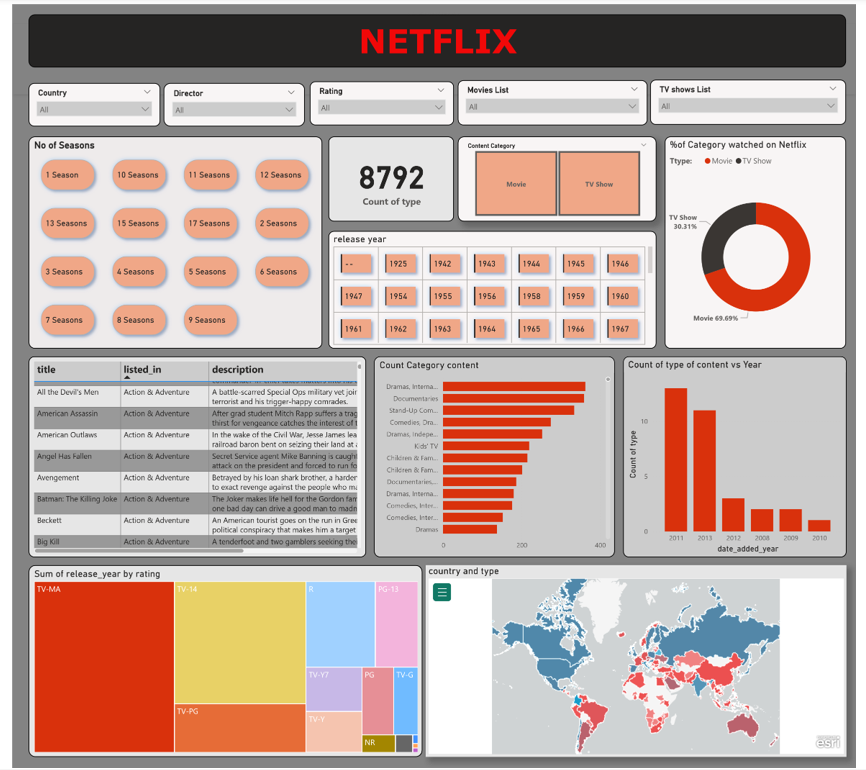 NETFLIX
Country
All
Director
All
Rating
All
Movies List
All
TV shows List
All
No of Seasons
1 Season
10 Seasons
11 Seasons
12 Seasons
13 Seasons
15 Seasons
17 Seasons
2 Seasons
3 Seasons
4 Seasons
5 Seasons
6 Seasons
7 Seasons
8 Seasons
9 Seasons
8792
Count of type
Content Category
Movie
TV Show
release year
--
1925
1942
1943
1944
1945
1946
1947
1954
1955
1956
1958
1959
1960
1961
1962
1963
1964
1965
1966
1967
%of Category watched on Netflix
Ttype:
Movie
TV Show
TV Show
30.31%
Movie 69.69%
title
listed_in
description
All the Devil's Men
Action & Adventure
A battle-scarred Special Ops military vet joir
terrorist and his trigger-happy comrades.
American Assassin
Action & Adventure
After grad student Mitch Rapp suffers a trag
thirst for vengeance catches the interest of t
American Outlaws
Action & Adventure
In the wake of the Civil War, Jesse James lea
railroad baron bent on seizing their land at a
Angel Has Fallen
Action & Adventure
Secret Service agent Mike Banning is caught
attack on the president and forced to run fo
Avengement
Action & Adventure
Betrayed by his loan shark brother, a harden
to exact revenge against the people who ma
Batman: The Killing Joke
Action & Adventure
The Joker makes life hell for the Gordon fam
one bad day can drive a good man to madn
Beckett
Action & Adventure
An American tourist goes on the run in Gree
political conspiracy that makes him a target
Big Kill
Action & Adventure
A tenderfoot and two gamblers seeking the
Count Category content
Dramas, Interna...
Documentaries
Stand-Up Com...
Comedies, Dra...
Dramas, Indepe...
Kids' TV
Children & Fam...
Children & Fam...
Documentaries,...
Dramas, Interna...
Comedies, Inter...
Comedies, Inter...
Dramas
0
200
400
Count of type of content vs Year
Count of type
10
5
0
2011
2013
2012
2008
2009
2010
date_added_year
Sum of release_year by rating
TV-MA
TV-14
TV-PG
R
PG-13
TV-Y7
TV-Y
PG
TV-G
NR
country and type
esri